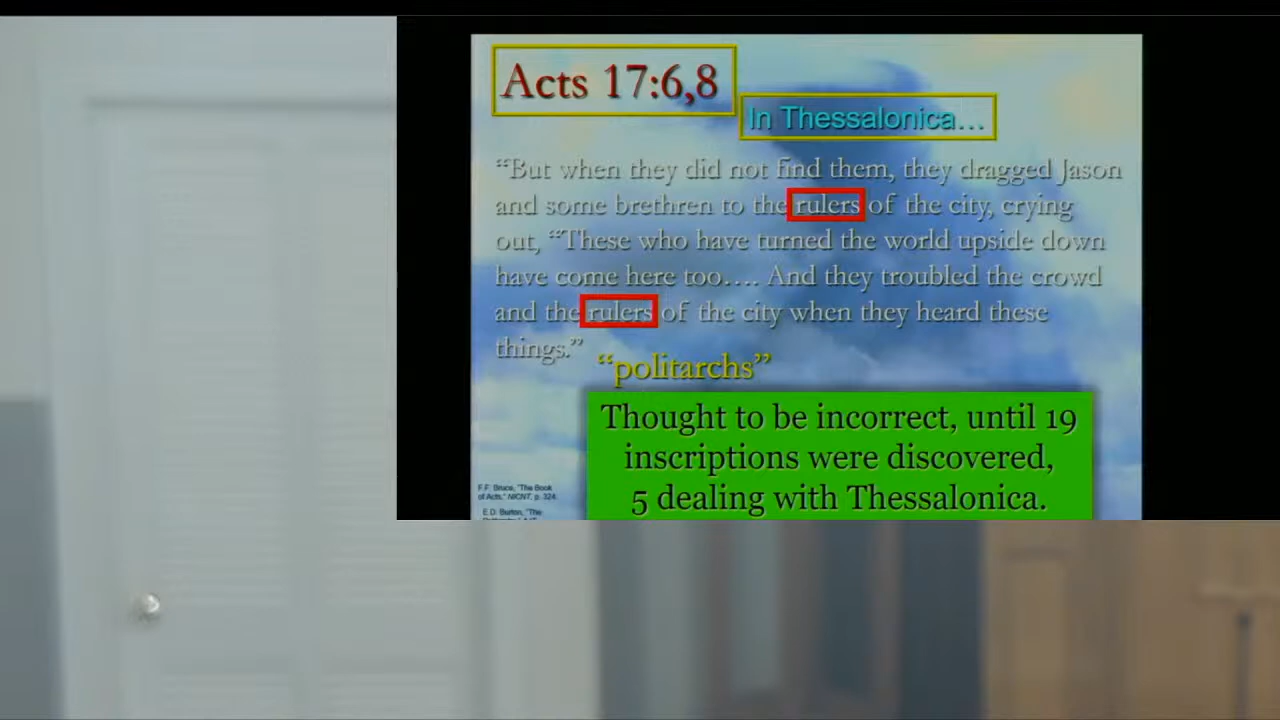 Acts 17:6,8
In Thessalonica...
“But when they did not find them, they dragged Jason
and some brethren to the rulers of the city, crying
out, “These who have turned the world upside down
have come here too.... And they troubled the crowd
and the rulers of the city when they heard these
things.”
“politarchs”
Thought to be incorrect, until 19
inscriptions were discovered,
5 dealing with Thessalonica.
F.F. Bruce, "The Book
of Acts," NICNT, p. 324.
E.D. Burton, "The